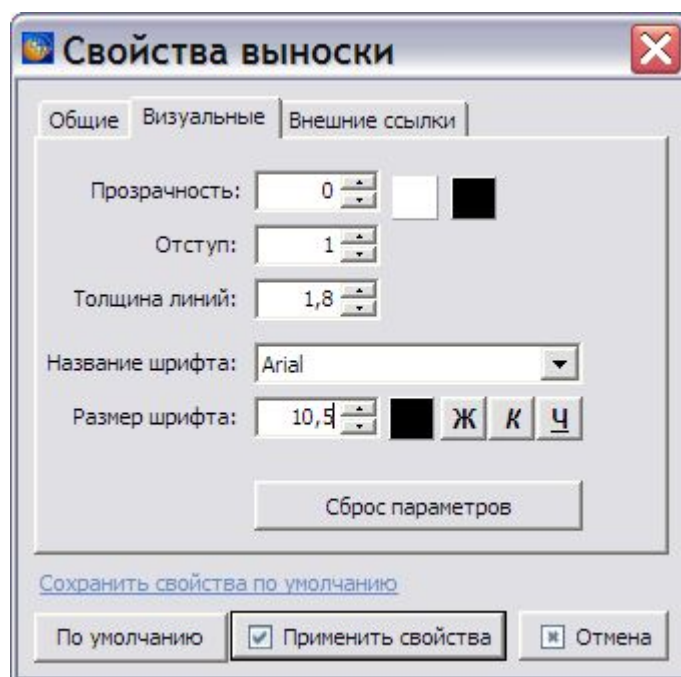 Свойства выноски
Общие Визуальные Внешние ссылки
Прозрачность: 0
Отступ: 1
Толщина линий: 1,8
Название шрифта: Arial
Размер шрифта: 10,5 Ж К Ч
Сброс параметров
Сохранить свойства по умолчанию
По умолчанию Применить свойства Отмена